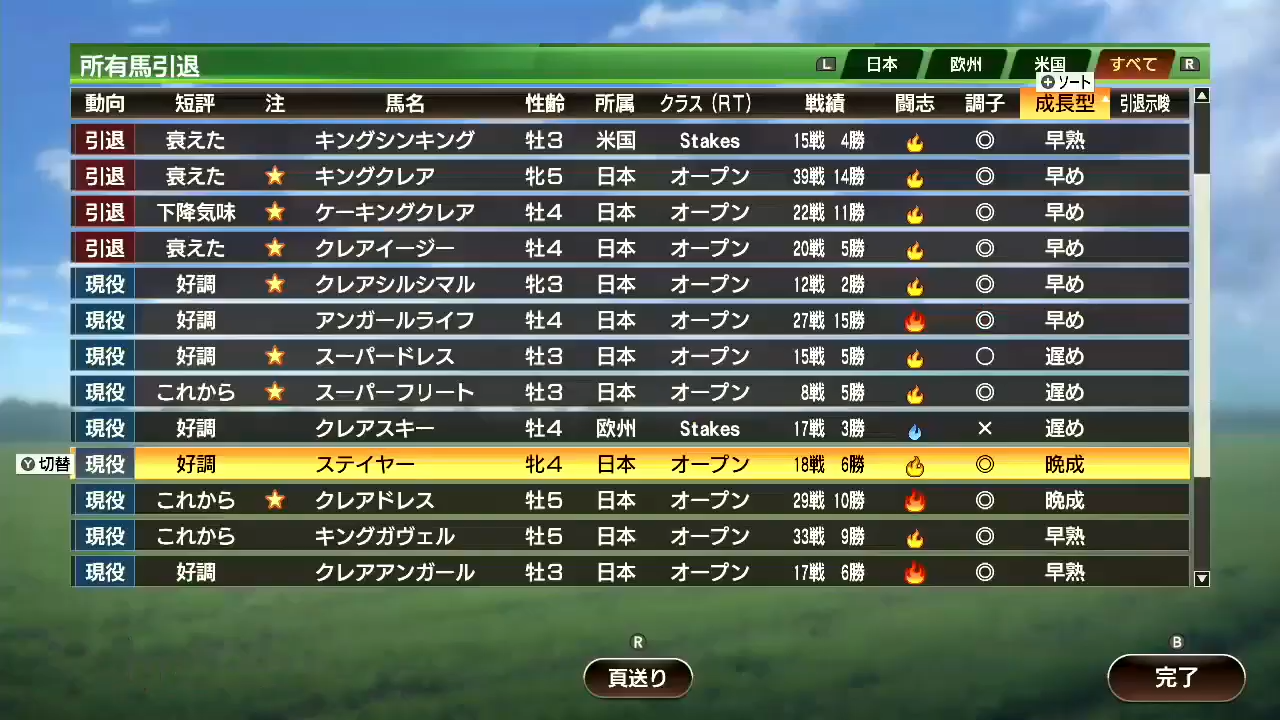 所有馬引退 L 日本 欧州 米国 すべて R
+ソート
動向 短評 注 馬名 性齢 所属 クラス(RT) 戦績 闘志 調子 成長型 引退示唆
引退 衰えた キングシンキング 牡3 米国 Stakes 15戦 4勝 ◎ 早熟
引退 衰えた ★ キングクレア 牝5 日本 オープン 39戦 14勝 ◎ 早め
引退 下降気味 ★ ケーキングクレア 牡4 日本 オープン 22戦 11勝 ◎ 早め
引退 衰えた ★ クレアイージー 牡4 日本 オープン 20戦 5勝 ◎ 早め
現役 好調 ★ クレアシルシマル 牝3 日本 オープン 12戦 2勝 ◎ 早め
現役 好調 アンガールライフ 牡4 日本 オープン 27戦 15勝 ◎ 早め
現役 好調 ★ スーパードレス 牡3 日本 オープン 15戦 5勝 ○ 遅め
現役 これから ★ スーパーフリート 牡3 日本 オープン 8戦 5勝 ◎ 遅め
現役 好調 クレアスキー 牡4 欧州 Stakes 17戦 3勝 × 遅め
Y切替 現役 好調 ステイヤー 牝4 日本 オープン 18戦 6勝 ◎ 晩成
現役 これから ★ クレアドレス 牡5 日本 オープン 29戦 10勝 ◎ 晩成
現役 これから キングガヴェル 牡5 日本 オープン 33戦 9勝 ◎ 早熟
現役 好調 クレアアンガール 牡3 日本 オープン 17戦 6勝 ◎ 早熟
R B
頁送り 完了